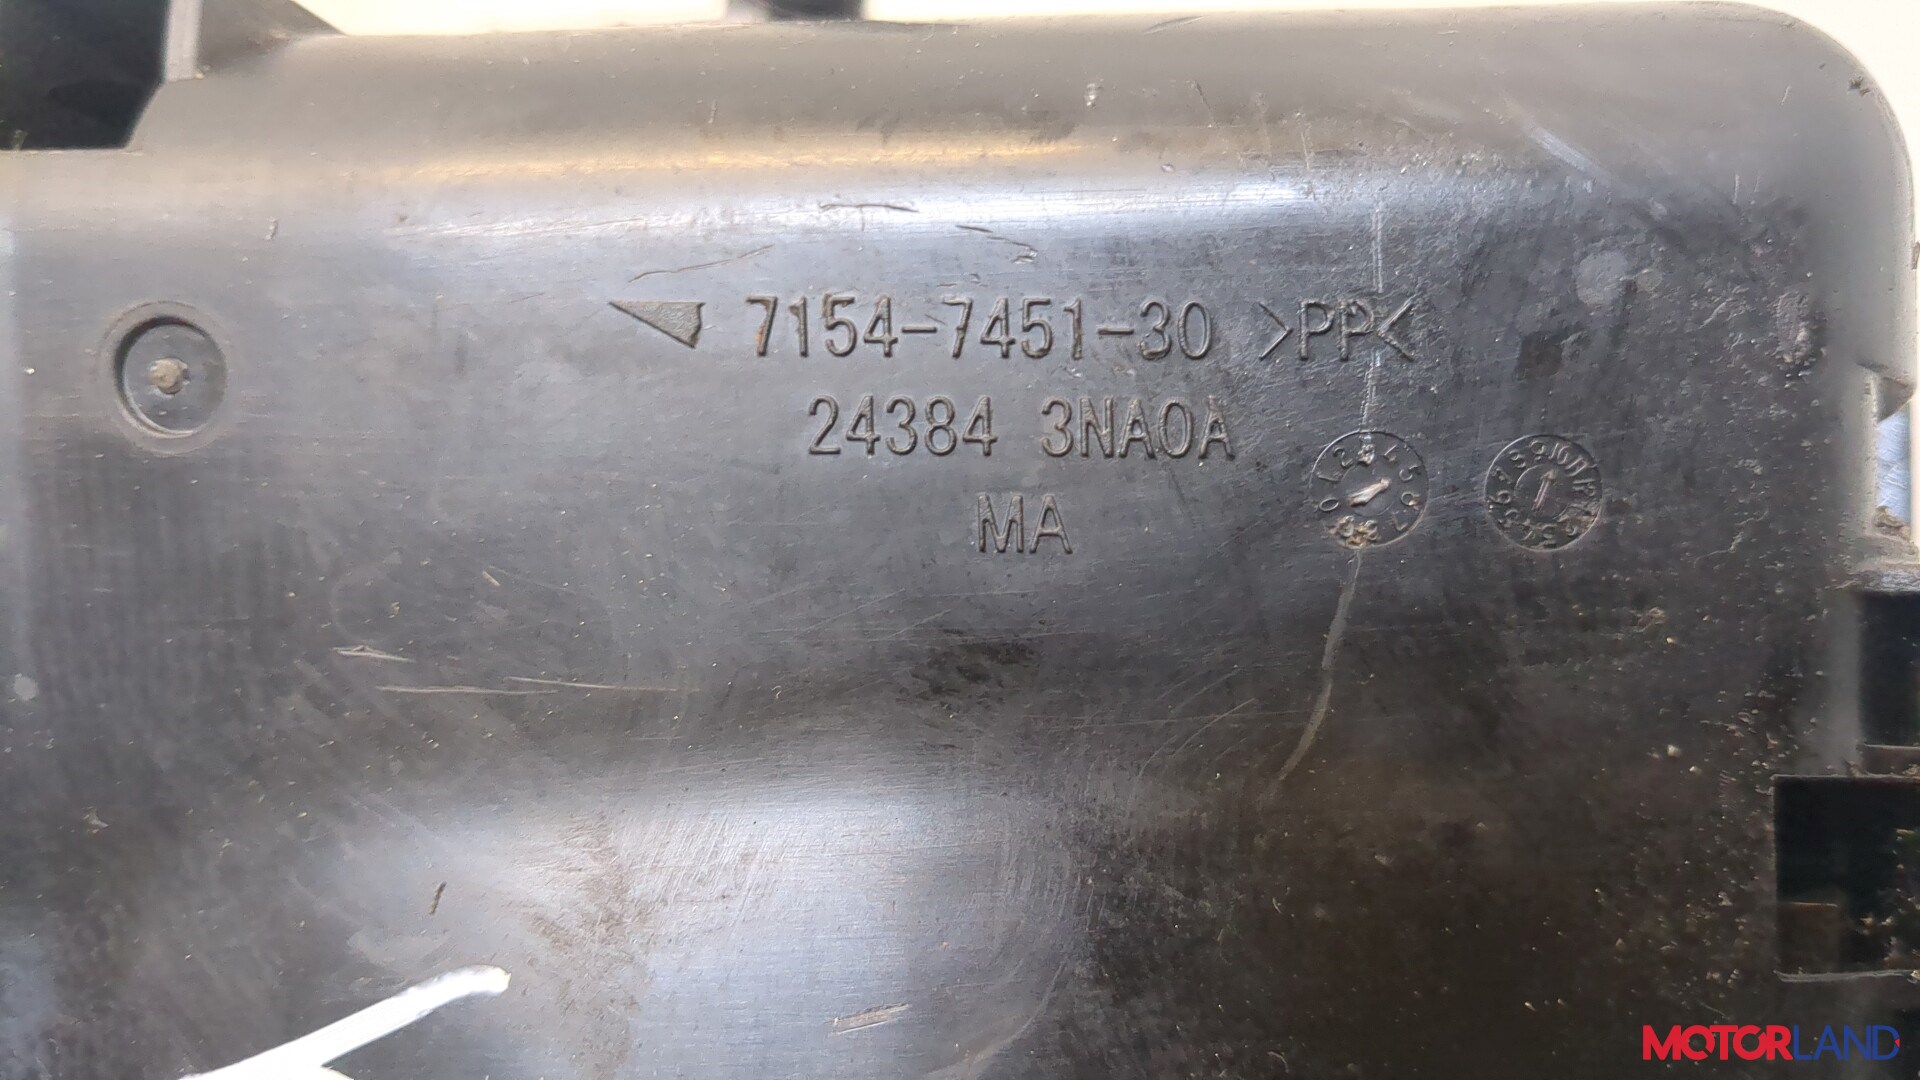 7154-7451-30 >PP<
24384 3NA0A
MA
MOTORLAND